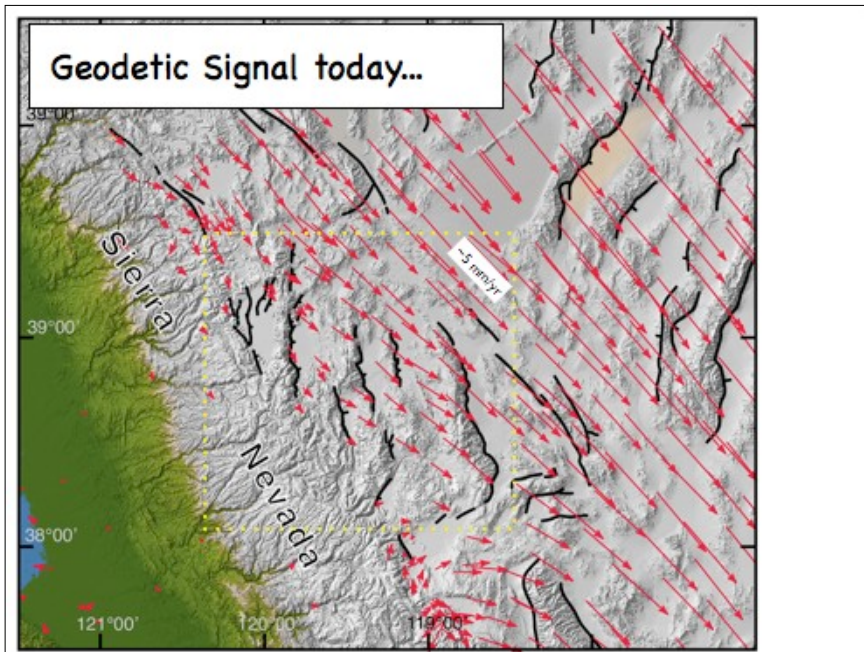 Geodetic Signal today...
39°00'
Sierra
~5 mm/yr
39°00'
Nevada
38°00'
121°00'
120°00'
119°00'